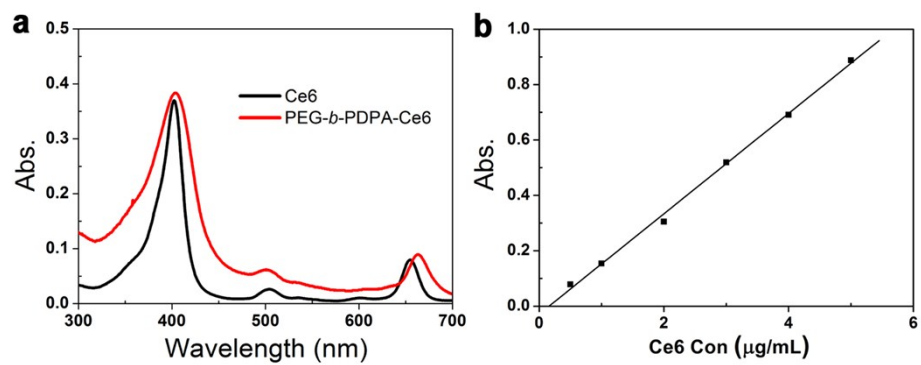 a
0.5
0.4
0.3
0.2
0.1
0.0
Abs.
Ce6
PEG-b-PDPA-Ce6
300 400 500 600 700
Wavelength (nm)
b
1.0
0.8
0.6
0.4
0.2
0.0
Abs.
0 2 4 6
Ce6 Con (μg/mL)